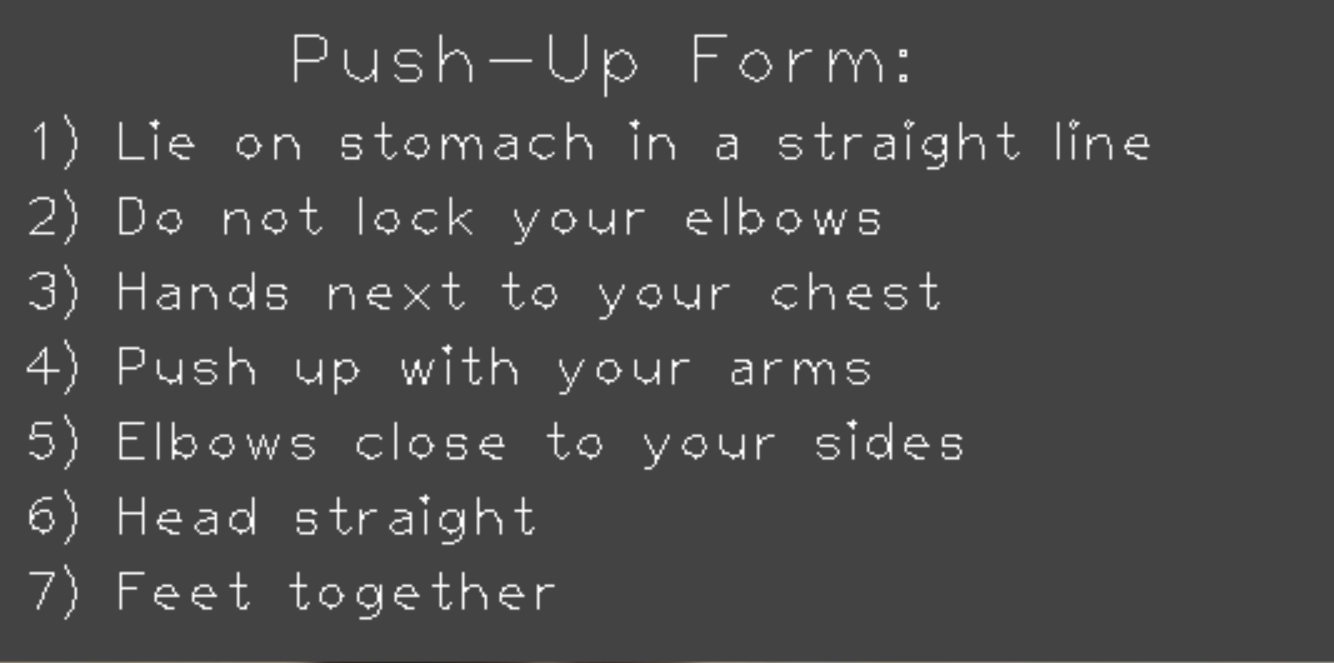 Push-Up Form:
1) Lie on stomach in a straight line
2) Do not lock your elbows
3) Hands next to your chest
4) Push up with your arms
5) Elbows close to your sides
6) Head straight
7) Feet together